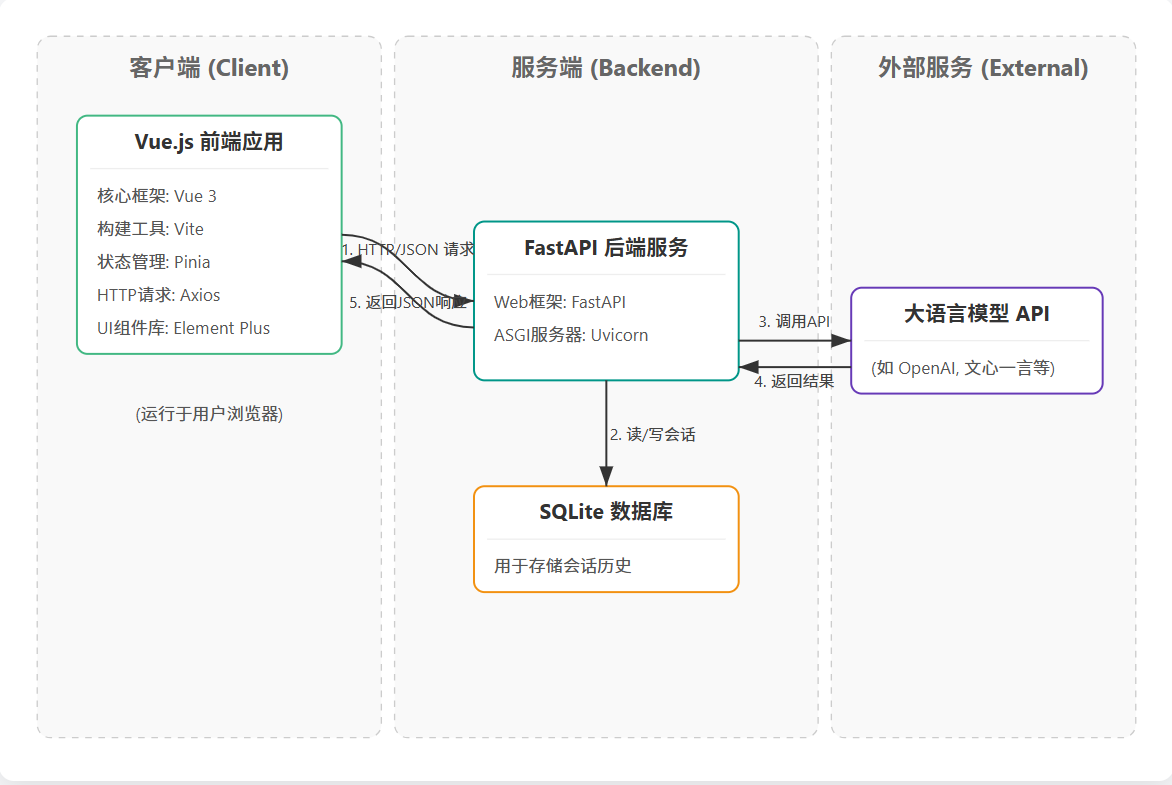 客户端 (Client)
Vue.js 前端应用
核心框架: Vue 3
构建工具: Vite
状态管理: Pinia
HTTP请求: Axios
UI组件库: Element Plus
(运行于用户浏览器)
1. HTTP/JSON 请求
5. 返回JSON响应
服务端 (Backend)
FastAPI 后端服务
Web框架: FastAPI
ASGI服务器: Uvicorn
2. 读/写会话
SQLite 数据库
用于存储会话历史
3. 调用API
4. 返回结果
外部服务 (External)
大语言模型 API
(如 OpenAI, 文心一言等)